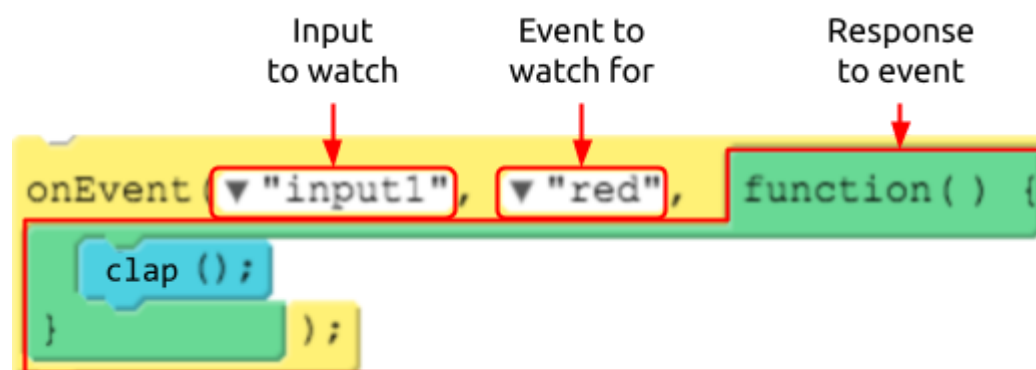 Input
to watch
Event to
watch for
Response
to event
onEvent(▼"input1", ▼"red", function( ) {
clap ();
} );